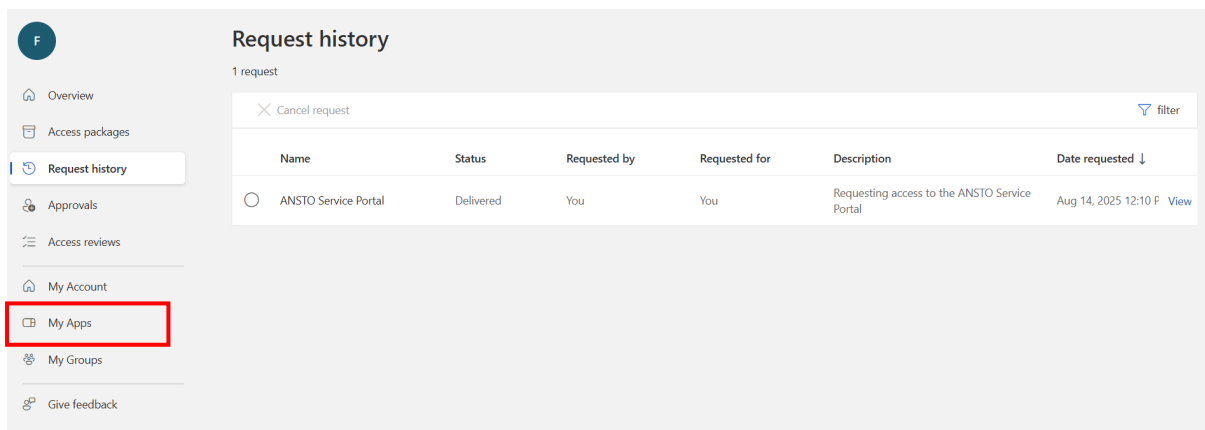 F
Overview
Access packages
Request history
Approvals
Access reviews
My Account
My Apps
My Groups
Give feedback
Request history
1 request
Cancel request
filter
Name Status Requested by Requested for Description Date requested ↓
ANSTO Service Portal Delivered You You Requesting access to the ANSTO Service Aug 14, 2025 12:10 P View
Portal